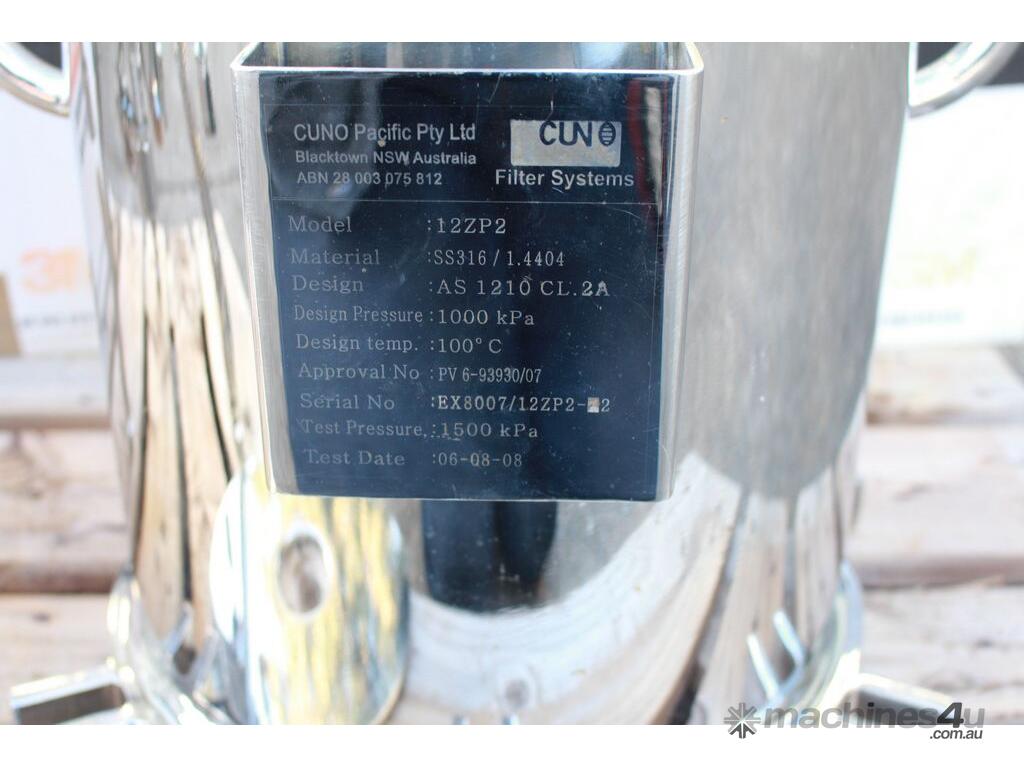 CUNO Pacific Pty Ltd
Blacktown NSW Australia
ABN 28 003 075 812
CUNO
Filter Systems
Model :12ZP2
Material :SS316 / 1.4404
Design :AS 1210 CL.2A
Design Pressure :1000 kPa
Design temp. :100°C
Approval No :PV 6-93930/07
Serial No :EX8007/12ZP2- 2
Test Pressure :1500 kPa
Test Date :06-08-08
machines4u
.com.au